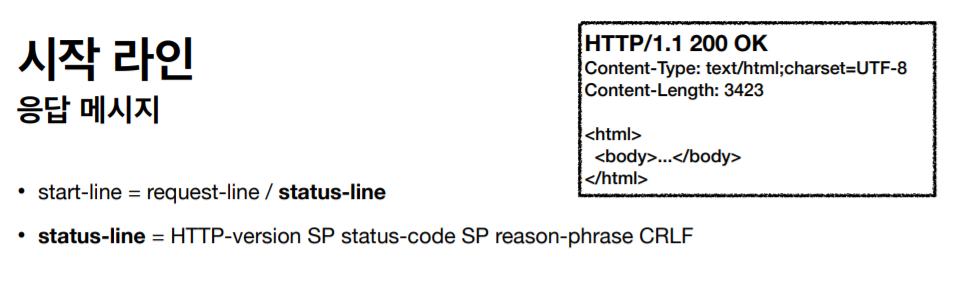 시작 라인
응답 메시지
• start-line = request-line / status-line
• status-line = HTTP-version SP status-code SP reason-phrase CRLF
HTTP/1.1 200 OK
Content-Type: text/html;charset=UTF-8
Content-Length: 3423

<html>
  <body>...</body>
</html>